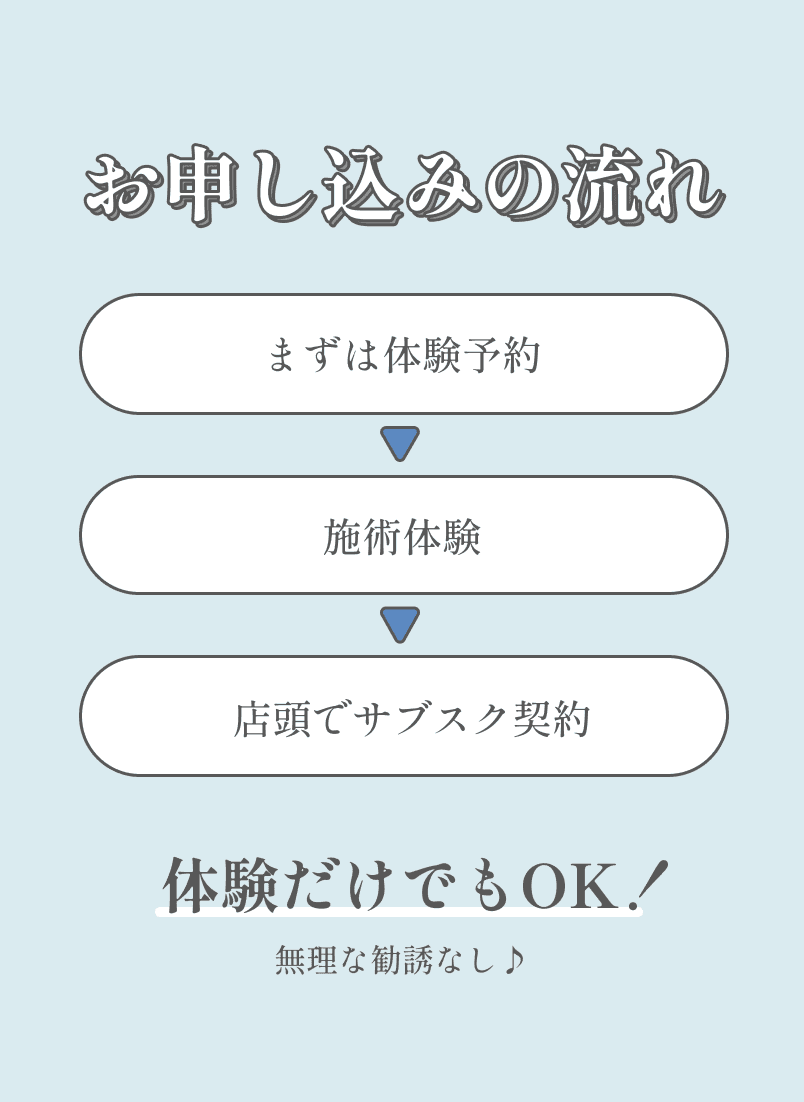 お申し込みの流れ
まずは体験予約
施術体験
店頭でサブスク契約
体験だけでもOK!
無理な勧誘なし♪